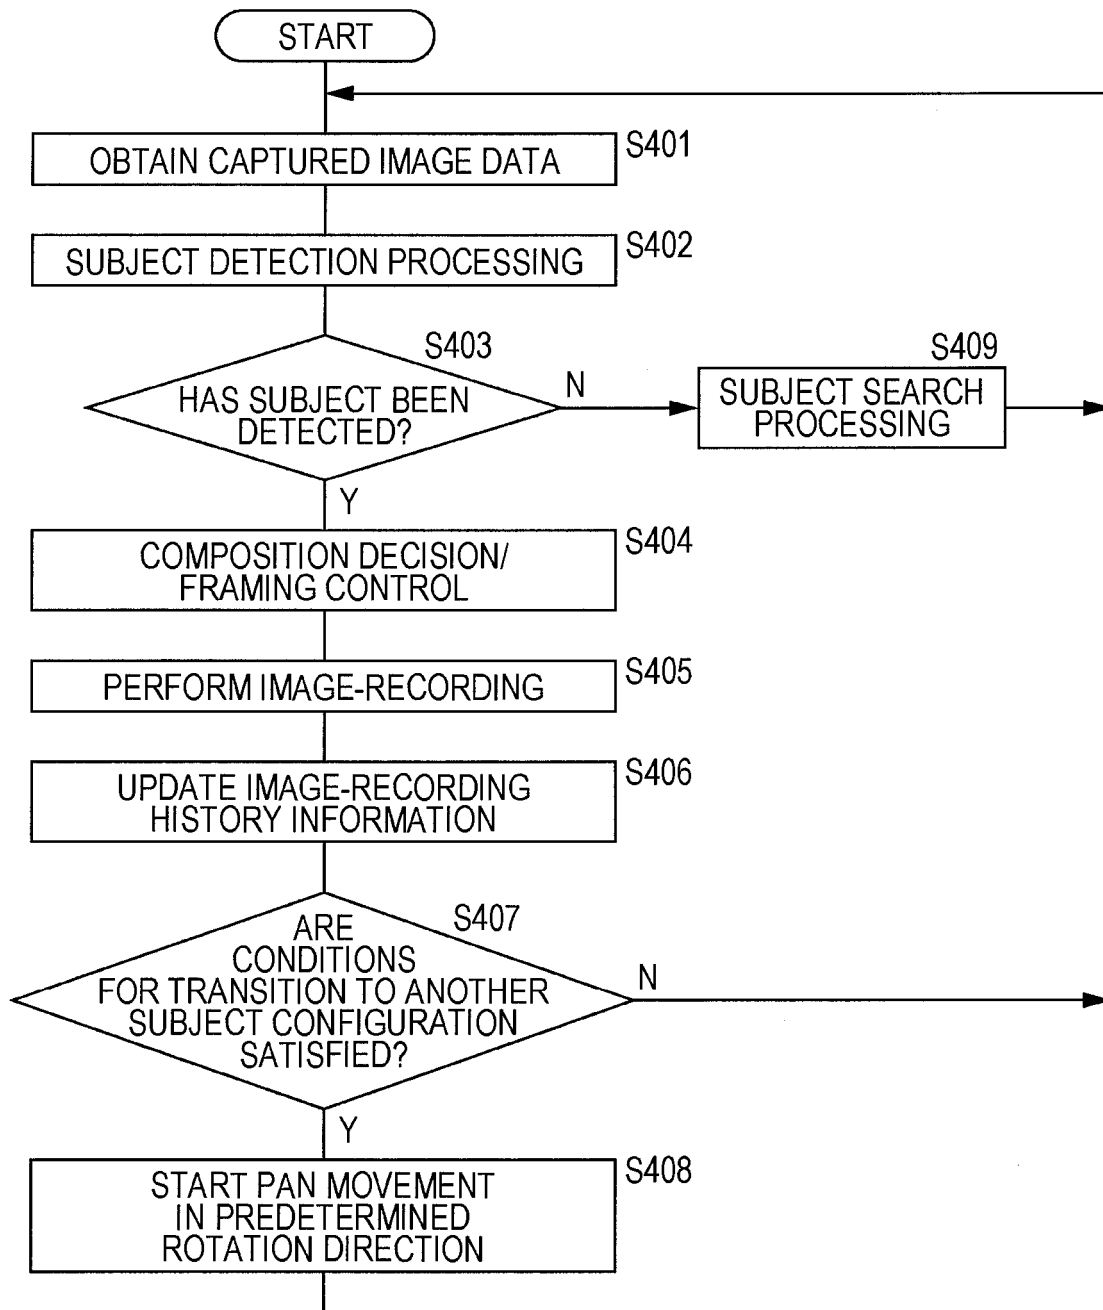 START
S401
OBTAIN CAPTURED IMAGE DATA
S402
SUBJECT DETECTION PROCESSING
S403
HAS SUBJECT BEEN
DETECTED?
N
S409
SUBJECT SEARCH
PROCESSING
Y
S404
COMPOSITION DECISION/
FRAMING CONTROL
S405
PERFORM IMAGE-RECORDING
S406
UPDATE IMAGE-RECORDING
HISTORY INFORMATION
S407
ARE
CONDITIONS
FOR TRANSITION TO ANOTHER
SUBJECT CONFIGURATION
SATISFIED?
N
Y
S408
START PAN MOVEMENT
IN PREDETERMINED
ROTATION DIRECTION